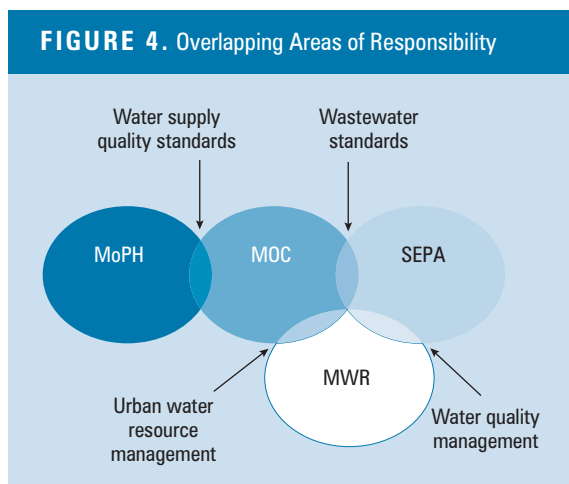 FIGURE 4. Overlapping Areas of Responsibility
Water supply
quality standards
Wastewater
standards
MoPH
MOC
SEPA
MWR
Urban water
resource
management
Water quality
management